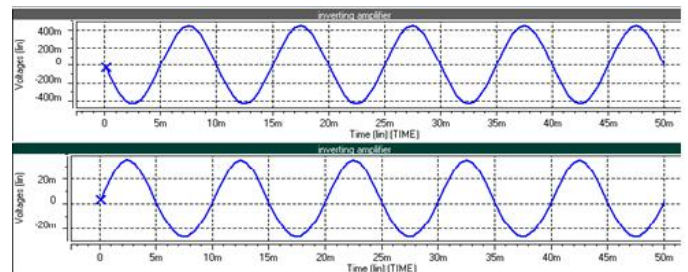 inverting amplifier
Voltages (lin)
400m
200m
0
-200m
-400m
0 5m 10m 15m 20m 25m 30m 35m 40m 45m 50m
Time (lin) (TIME)
inverting amplifier
Voltages (lin)
20m
0
-20m
0 5m 10m 15m 20m 25m 30m 35m 40m 45m 50m
Time (lin) (TIME)